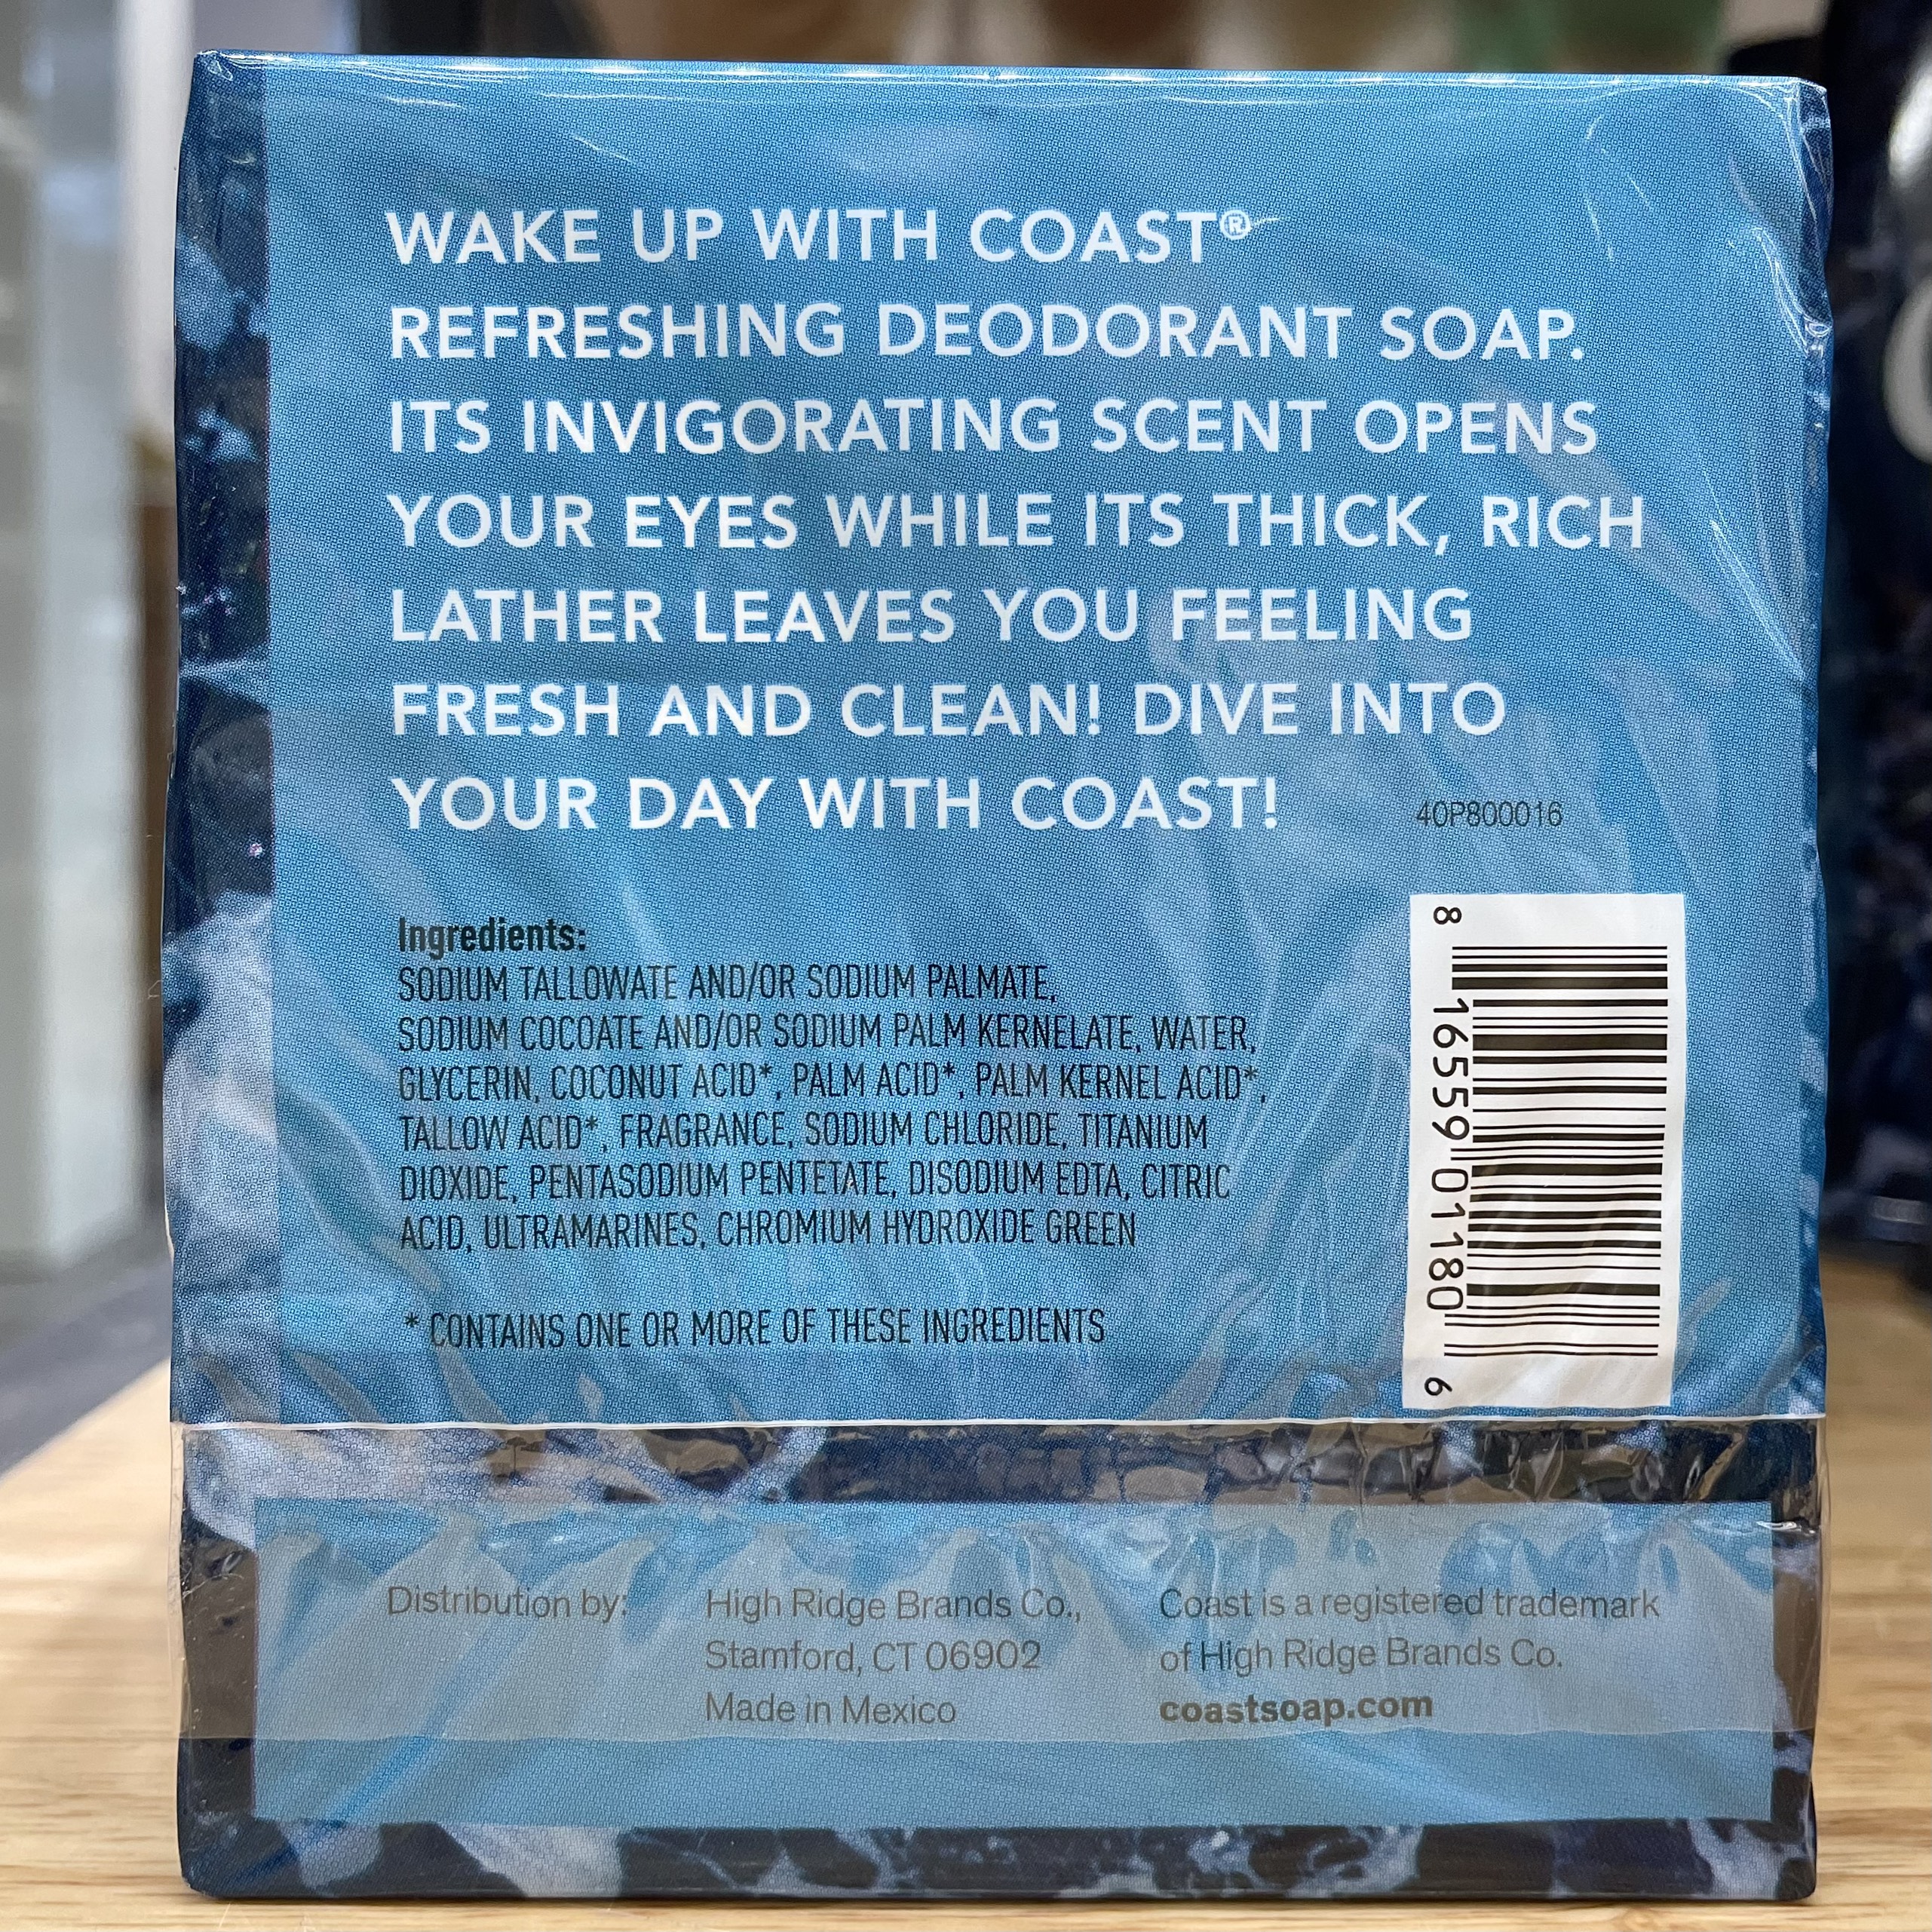 WAKE UP WITH COAST®
REFRESHING DEODORANT SOAP.
ITS INVIGORATING SCENT OPENS
YOUR EYES WHILE ITS THICK, RICH
LATHER LEAVES YOU FEELING
FRESH AND CLEAN! DIVE INTO
YOUR DAY WITH COAST!
40P800016
Ingredients:
SODIUM TALLOWATE AND/OR SODIUM PALMATE,
SODIUM COCOATE AND/OR SODIUM PALM KERNELATE, WATER,
GLYCERIN, COCONUT ACID*, PALM ACID*, PALM KERNEL ACID*,
TALLOW ACID*, FRAGRANCE, SODIUM CHLORIDE, TITANIUM
DIOXIDE, PENTASODIUM PENTETATE, DISODIUM EDTA, CITRIC
ACID, ULTRAMARINES, CHROMIUM HYDROXIDE GREEN
* CONTAINS ONE OR MORE OF THESE INGREDIENTS
8 16559 01180 6
Distribution by:
High Ridge Brands Co.,
Stamford, CT 06902
Made in Mexico
Coast is a registered trademark
of High Ridge Brands Co.
coastsoap.com